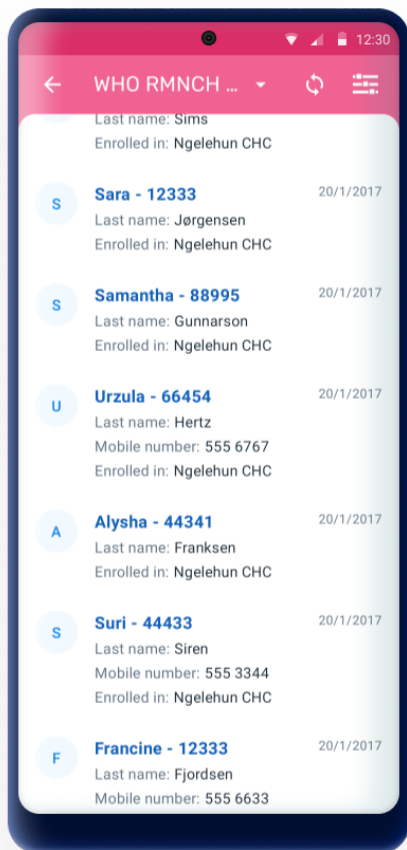 12:30
WHO RMNCH ...
Last name: Sims
Enrolled in: Ngelehun CHC
S
Sara - 12333
20/1/2017
Last name: Jørgensen
Enrolled in: Ngelehun CHC
S
Samantha - 88995
20/1/2017
Last name: Gunnarson
Enrolled in: Ngelehun CHC
U
Urzula - 66454
20/1/2017
Last name: Hertz
Mobile number: 555 6767
Enrolled in: Ngelehun CHC
A
Alysha - 44341
20/1/2017
Last name: Franksen
Enrolled in: Ngelehun CHC
S
Suri - 44433
20/1/2017
Last name: Siren
Mobile number: 555 3344
Enrolled in: Ngelehun CHC
F
Francine - 12333
20/1/2017
Last name: Fjordsen
Mobile number: 555 6633